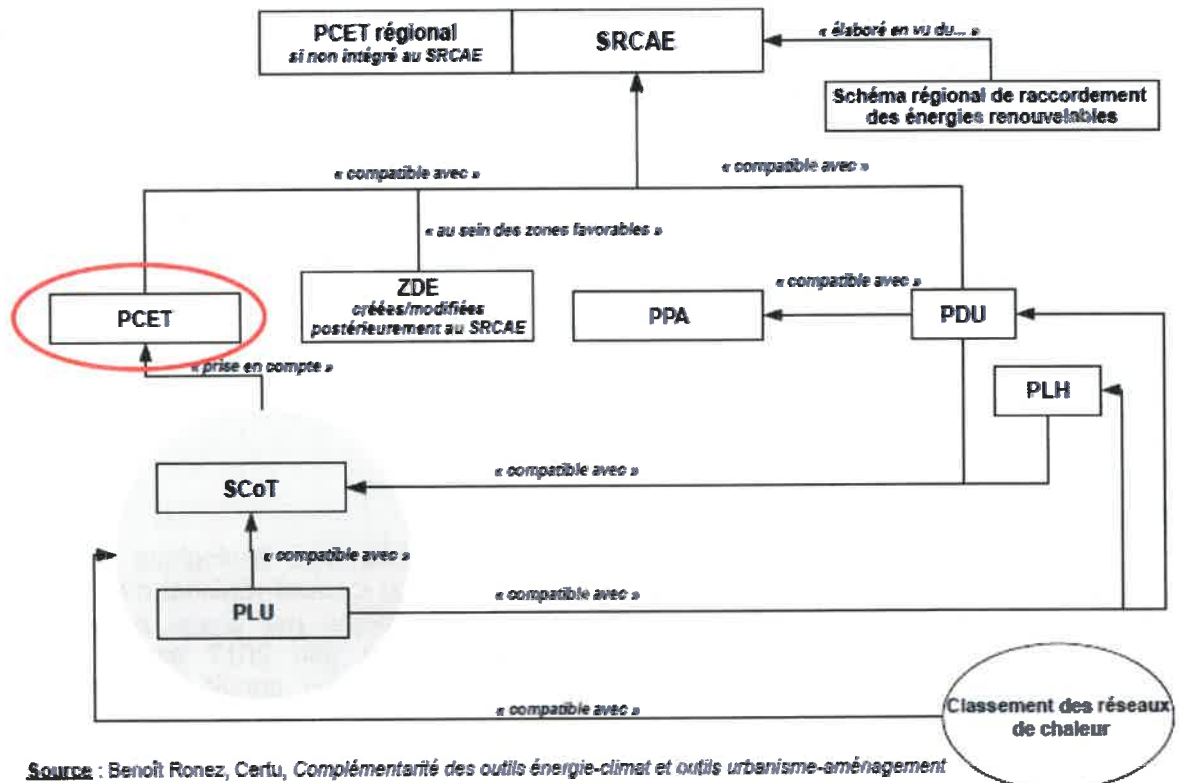 PCET régional
si non intégré au SRCAE
SRCAE
« élaboré en vu du... »
Schéma régional de raccordement
des énergies renouvelables
« compatible avec »
« compatible avec »
« au sein des zones favorables »
ZDE
créées/modifiées
postérieurement au SRCAE
« compatible avec »
PCET
PPA
PDU
« prise en compte »
PLH
« compatible avec »
SCoT
« compatible avec »
« compatible avec »
PLU
« compatible avec »
Classement des réseaux
de chaleur
Source : Benoît Ronez, Certu, Complémentarité des outils énergie-climat et outils urbanisme-aménagement